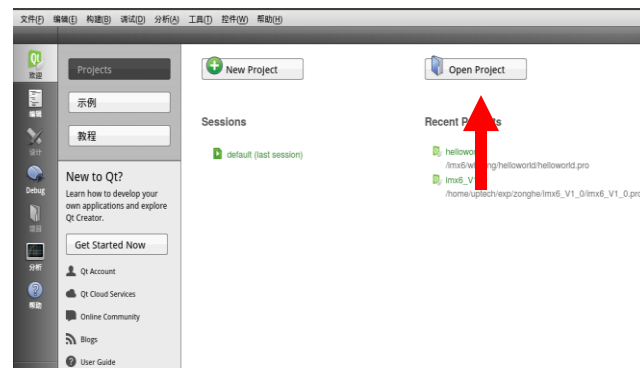 文件(F) 编辑(E) 构建(B) 调试(D) 分析(A) 工具(T) 控件(W) 帮助(H)
欢迎
编辑
设计
Debug
项目
分析
帮助
Projects
示例
教程
New to Qt?
Learn how to develop your
own applications and explore
Qt Creator.
Get Started Now
Qt Account
Qt Cloud Services
Online Community
Blogs
User Guide
New Project
Open Project
Sessions
default (last session)
Recent
/imx6/
ng/helloworld/helloworld.pro
imx6_V
/home/uptech/exp/zonghe/imx6_V1_0/imx6_V1_0.pro